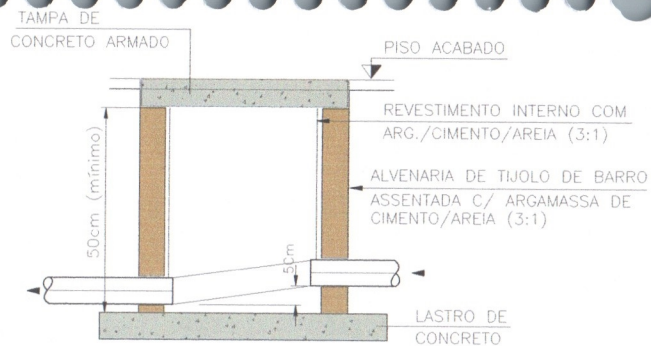 TAMPA DE
CONCRETO ARMADO
PISO ACABADO
REVESTIMENTO INTERNO COM
ARG./CIMENTO/AREIA (3:1)
50cm (mínimo)
ALVENARIA DE TIJOLO DE BARRO
ASSENTADA C/ ARGAMASSA DE
CIMENTO/AREIA (3:1)
5cm
LASTRO DE
CONCRETO